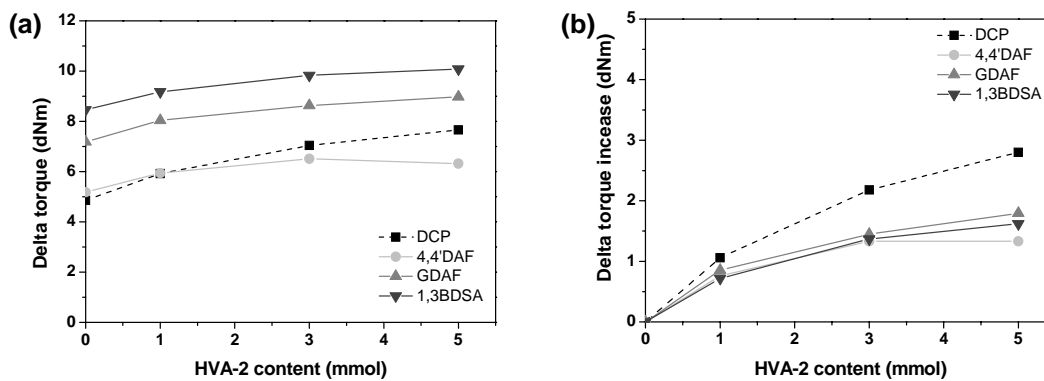 (a)
12
10
8
6
4
2
0
Delta torque (dNm)
DCP
4,4'DAF
GDAF
1,3BDSA
0 1 2 3 4 5
HVA-2 content (mmol)
(b)
5
4
3
2
1
0
Delta torque incease (dNm)
DCP
4,4'DAF
GDAF
1,3BDSA
0 1 2 3 4 5
HVA-2 content (mmol)